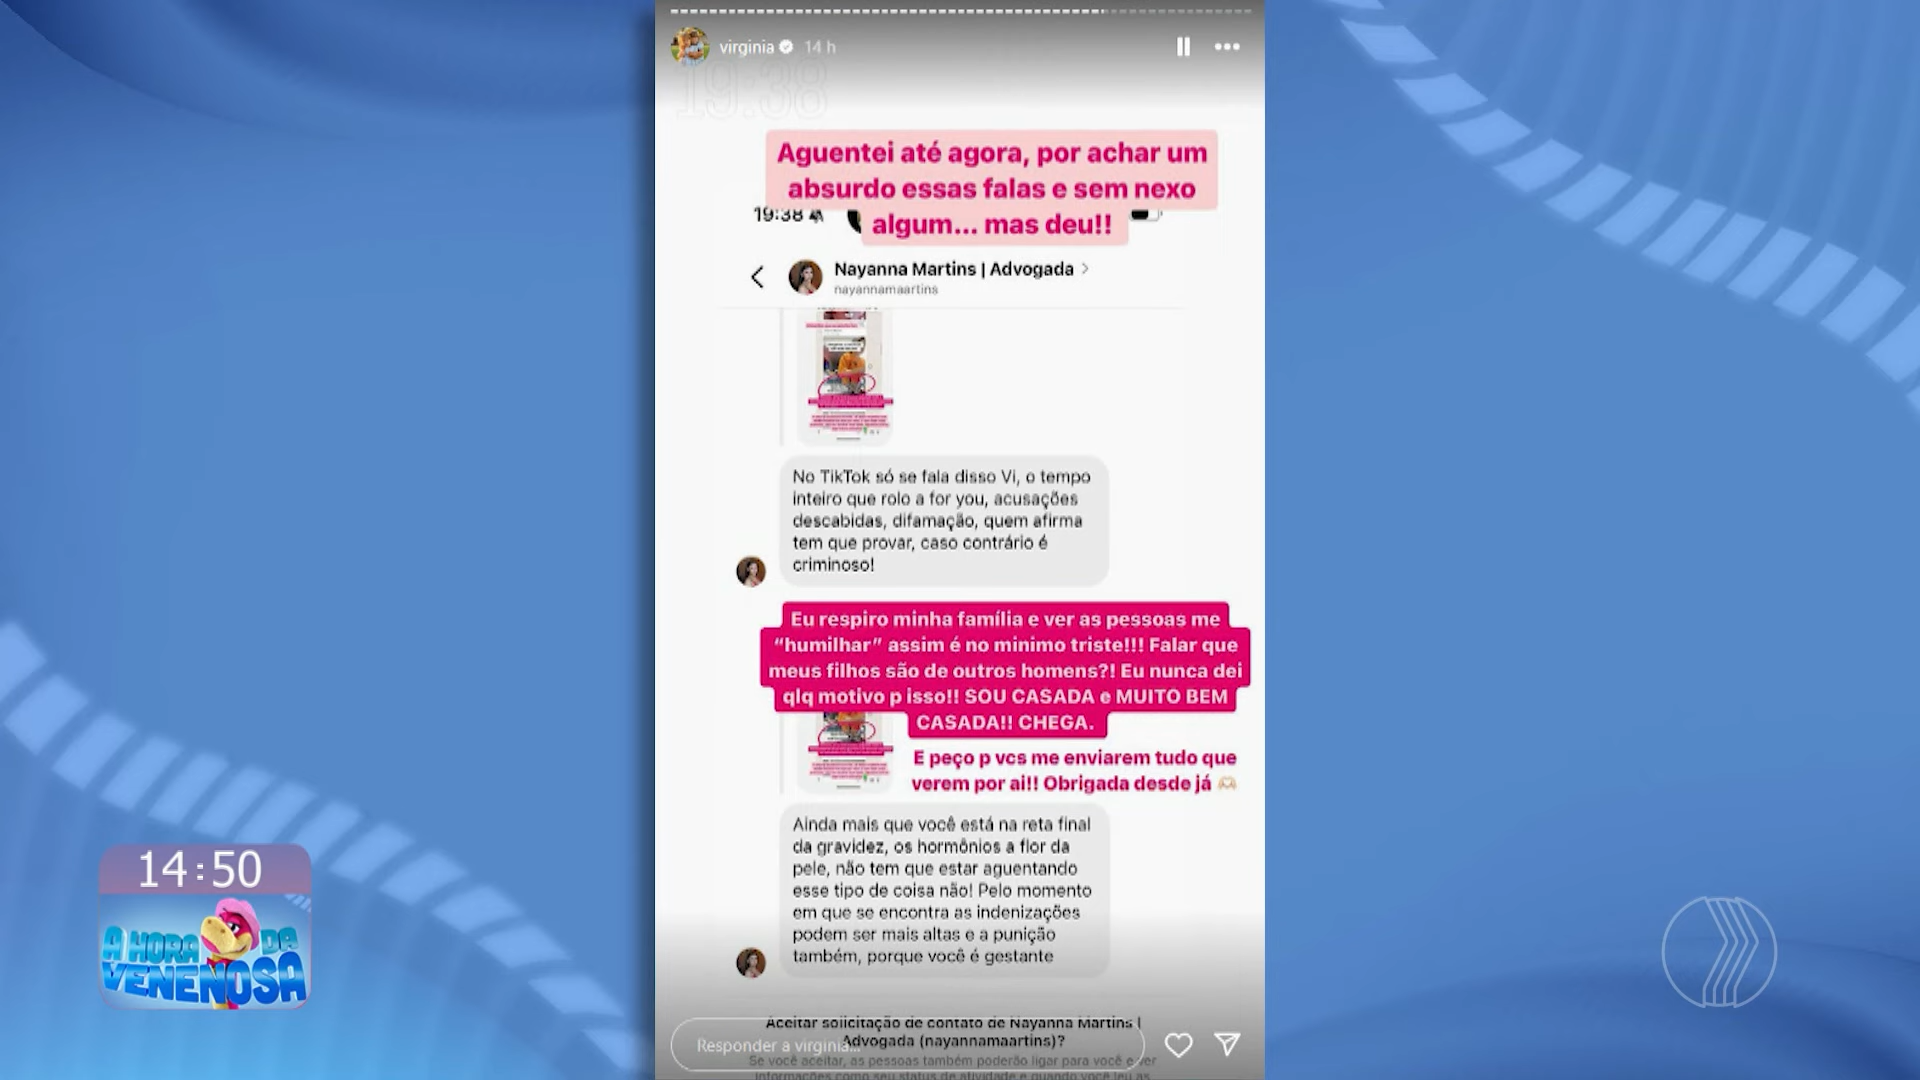 virginia 14 h
19:38
Aguentei até agora, por achar um
absurdo essas falas e sem nexo
algum... mas deu!!
19:38
Nayanna Martins | Advogada
nayannamaartins
No TikTok só se fala disso Vi, o tempo
inteiro que rolo a for you, acusações
descabidas, difamação, quem afirma
tem que provar, caso contrário é
criminoso!
Eu respiro minha família e ver as pessoas me
“humilhar” assim é no minimo triste!!! Falar que
meus filhos são de outros homens?! Eu nunca dei
qlq motivo p isso!! SOU CASADA e MUITO BEM
CASADA!! CHEGA.
E peço p vcs me enviarem tudo que
verem por ai!! Obrigada desde já 🫶🏻
Ainda mais que você está na reta final
da gravidez, os hormônios a flor da
pele, não tem que estar aguentando
esse tipo de coisa não! Pelo momento
em que se encontra as indenizações
podem ser mais altas e a punição
também, porque você é gestante
Aceitar solicitação de contato de Nayanna Martins |
Advogada (nayannamaartins)?
Responder a virginia...
Se você aceitar, as pessoas também poderão ligar para você e ver
informações como seu status de atividade e quando você leu as
14:50
A HORA DA
VENENOSA